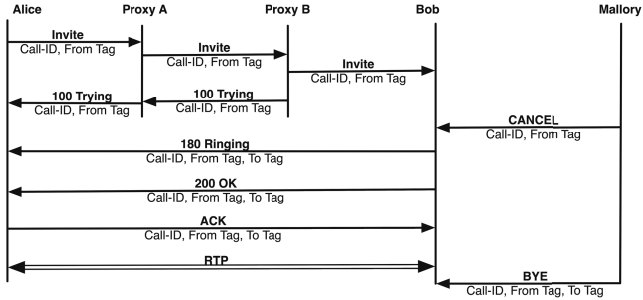 Alice Proxy A Proxy B Bob Mallory
Invite
Call-ID, From Tag
Invite
Call-ID, From Tag
Invite
Call-ID, From Tag
100 Trying
Call-ID, From Tag
100 Trying
Call-ID, From Tag
CANCEL
Call-ID, From Tag
180 Ringing
Call-ID, From Tag, To Tag
200 OK
Call-ID, From Tag, To Tag
ACK
Call-ID, From Tag, To Tag
RTP
BYE
Call-ID, From Tag, To Tag